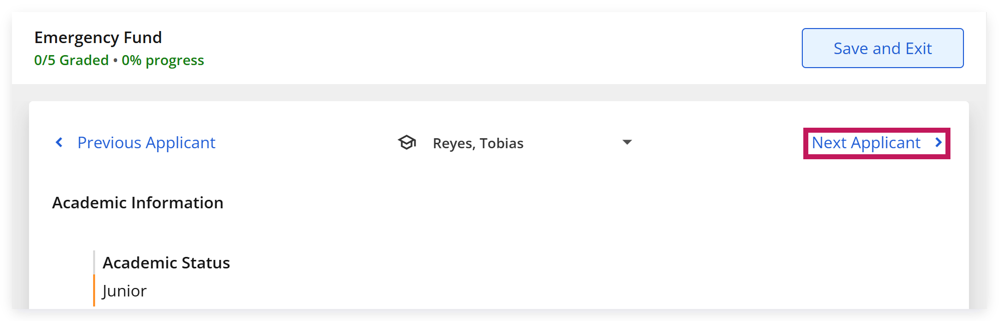 Emergency Fund
Save and Exit
0/5 Graded • 0% progress
Previous Applicant
Reyes, Tobias
Next Applicant
Academic Information
Academic Status
Junior